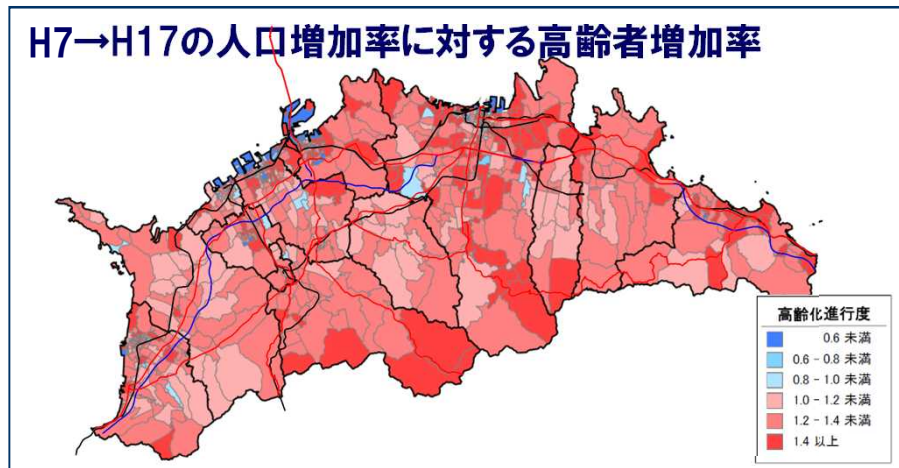 H7→H17の人口増加率に対する高齢者増加率
高齢化進行度
0.6 未満
0.6 - 0.8 未満
0.8 - 1.0 未満
1.0 - 1.2 未満
1.2 - 1.4 未満
1.4 以上